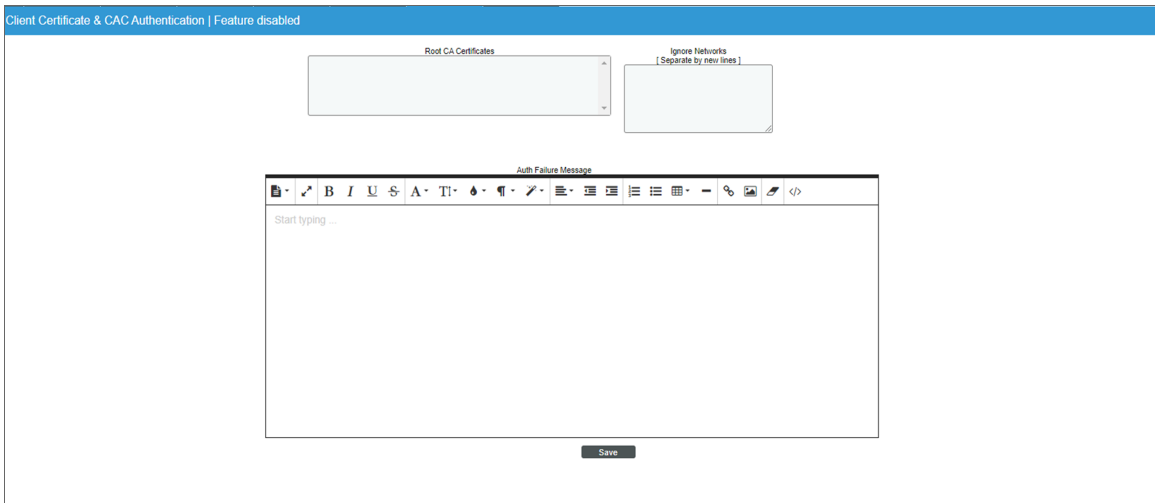 Client Certificate & CAC Authentication | Feature disabled
Root CA Certificates
Ignore Networks
[ Separate by new lines ]
Auth Failure Message
B I U S A TI
Start typing ...
Save